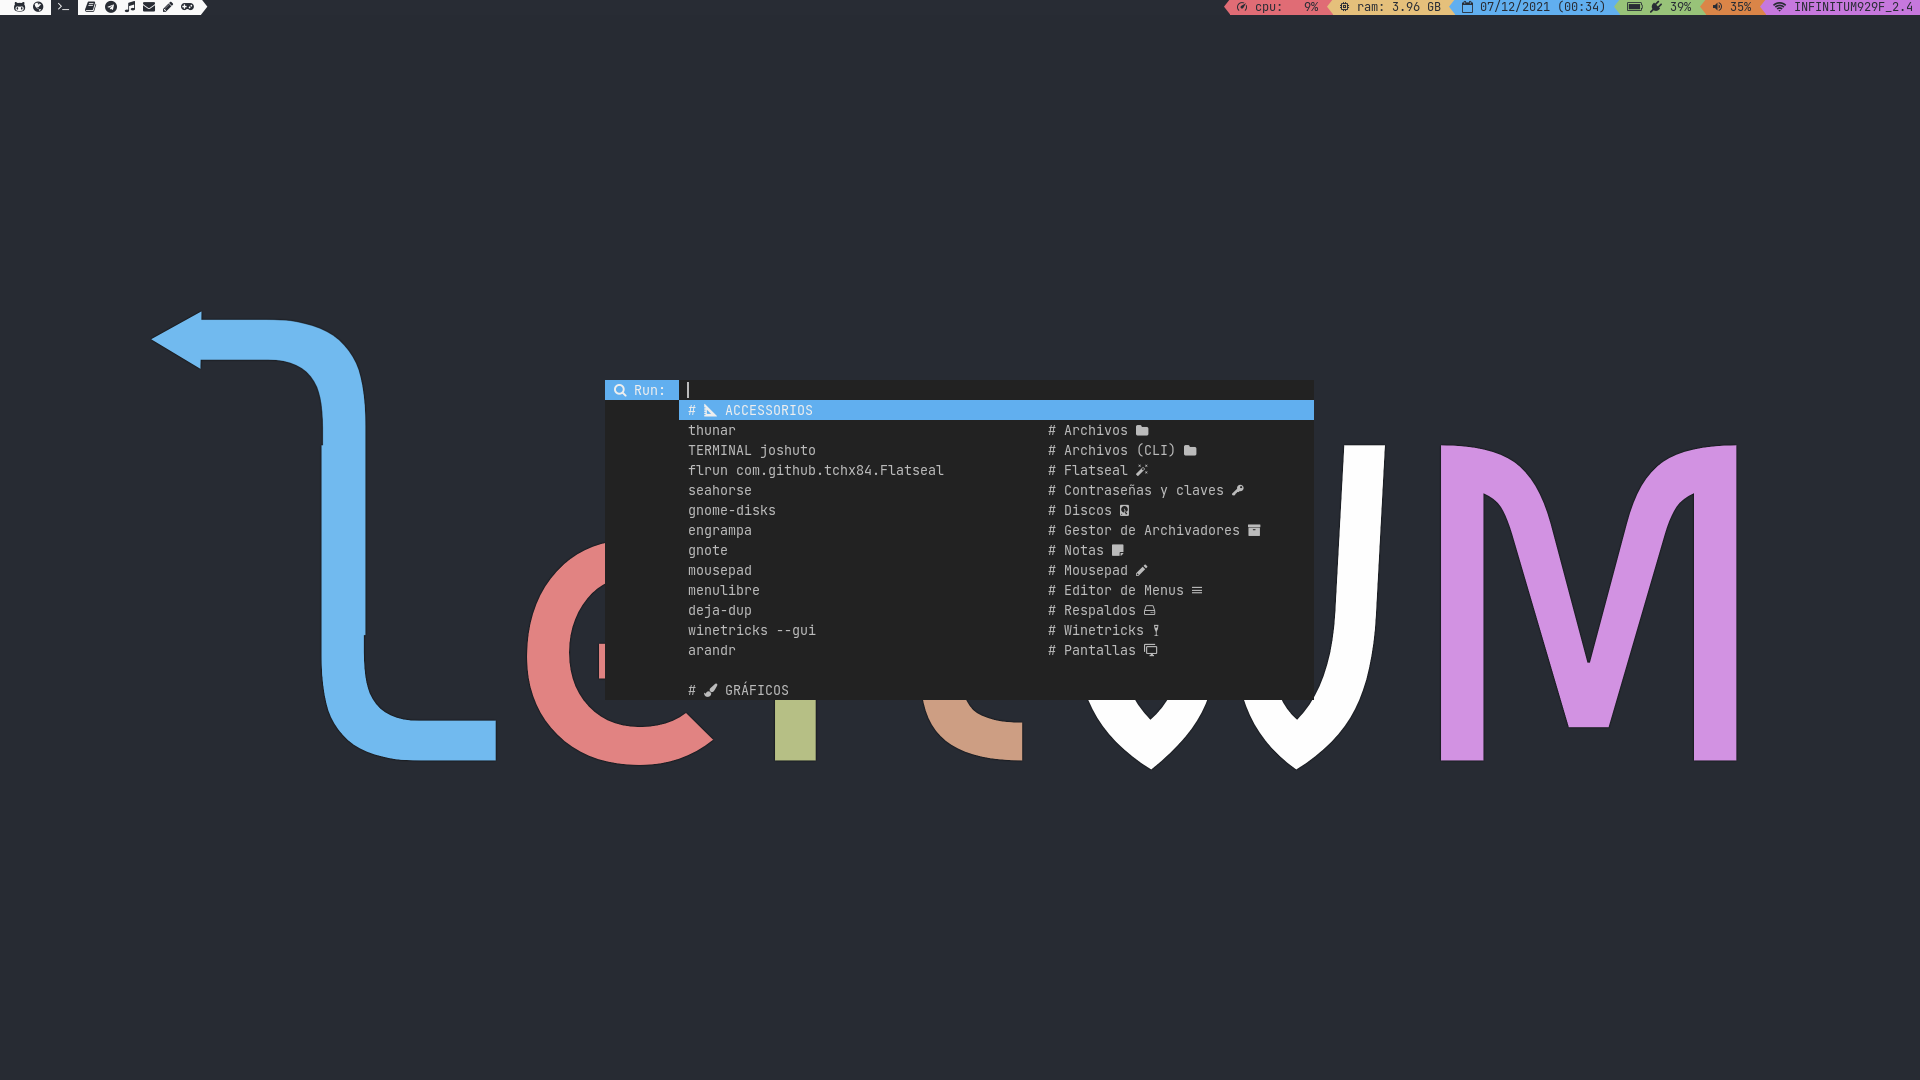 cpu: 9% ram: 3.96 GB 07/12/2021 (00:34) 39% 35% INFINITUM929F_2.4
Run:
# ACCESSORIOS
thunar # Archivos
TERMINAL joshuto # Archivos (CLI)
flrun com.github.tchx84.Flatseal # Flatseal
seahorse # Contraseñas y claves
gnome-disks # Discos
engrampa # Gestor de Archivadores
gnote # Notas
mousepad # Mousepad
menulibre # Editor de Menus
deja-dup # Respaldos
winetricks --gui # Winetricks
arandr # Pantallas
# GRÁFICOS